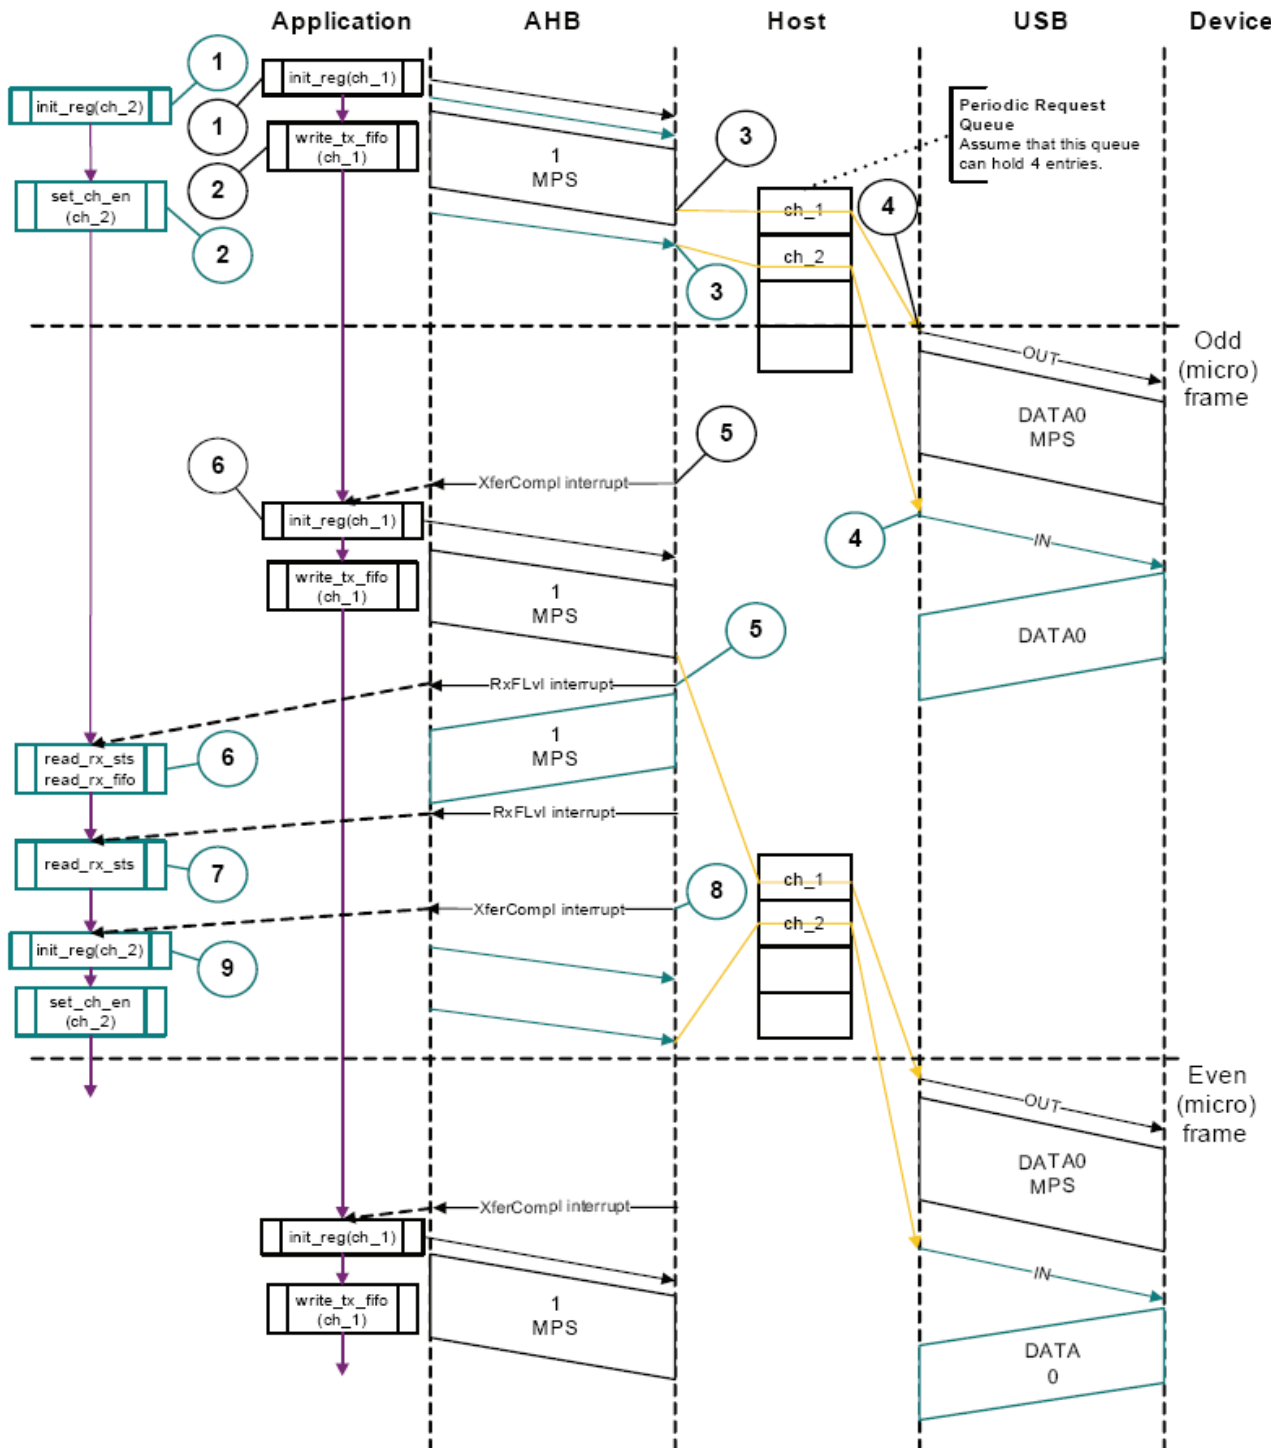 Application
AHB
Host
USB
Device
1
init_reg(ch_1)
init_reg(ch_2)
1
Periodic Request
Queue
Assume that this queue
can hold 4 entries.
write_tx_fifo
(ch_1)
3
1
MPS
2
set_ch_en
(ch_2)
4
ch_1
2
ch_2
3
Odd
(micro)
frame
OUT
DATA0
MPS
5
6
XferCompl interrupt
init_reg(ch_1)
4
IN
write_tx_fifo
(ch_1)
1
MPS
5
DATA0
RxFLvl interrupt
1
MPS
read_rx_sts
read_rx_fifo
6
RxFLvl interrupt
read_rx_sts
7
ch_1
8
XferCompl interrupt
ch_2
init_reg(ch_2)
9
set_ch_en
(ch_2)
Even
(micro)
frame
OUT
DATA0
MPS
XferCompl interrupt
init_reg(ch_1)
IN
write_tx_fifo
(ch_1)
1
MPS
DATA
0